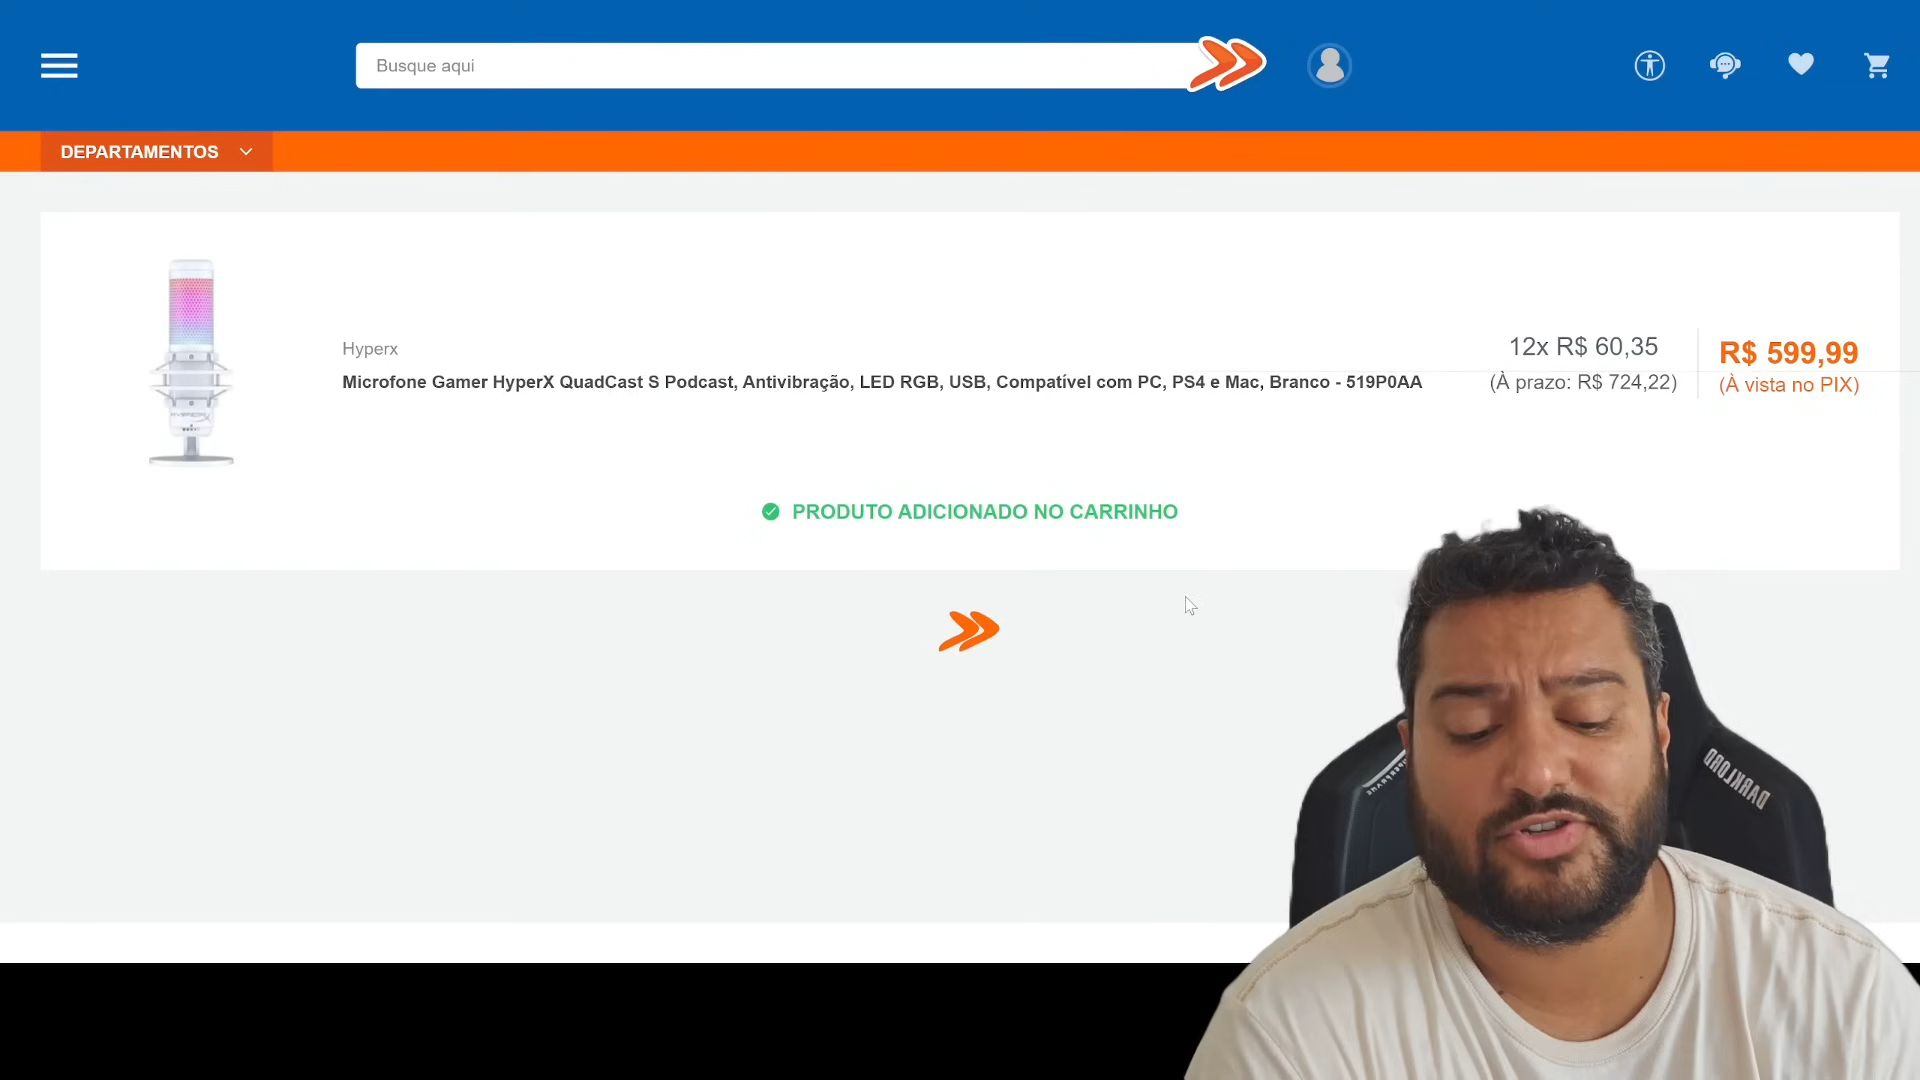 Busque aqui
DEPARTAMENTOS
Hyperx
Microfone Gamer HyperX QuadCast S Podcast, Antivibração, LED RGB, USB, Compatível com PC, PS4 e Mac, Branco - 519P0AA
12x R$ 60,35
(À prazo: R$ 724,22)
R$ 599,99
(À vista no PIX)
PRODUTO ADICIONADO NO CARRINHO
DARKLORD